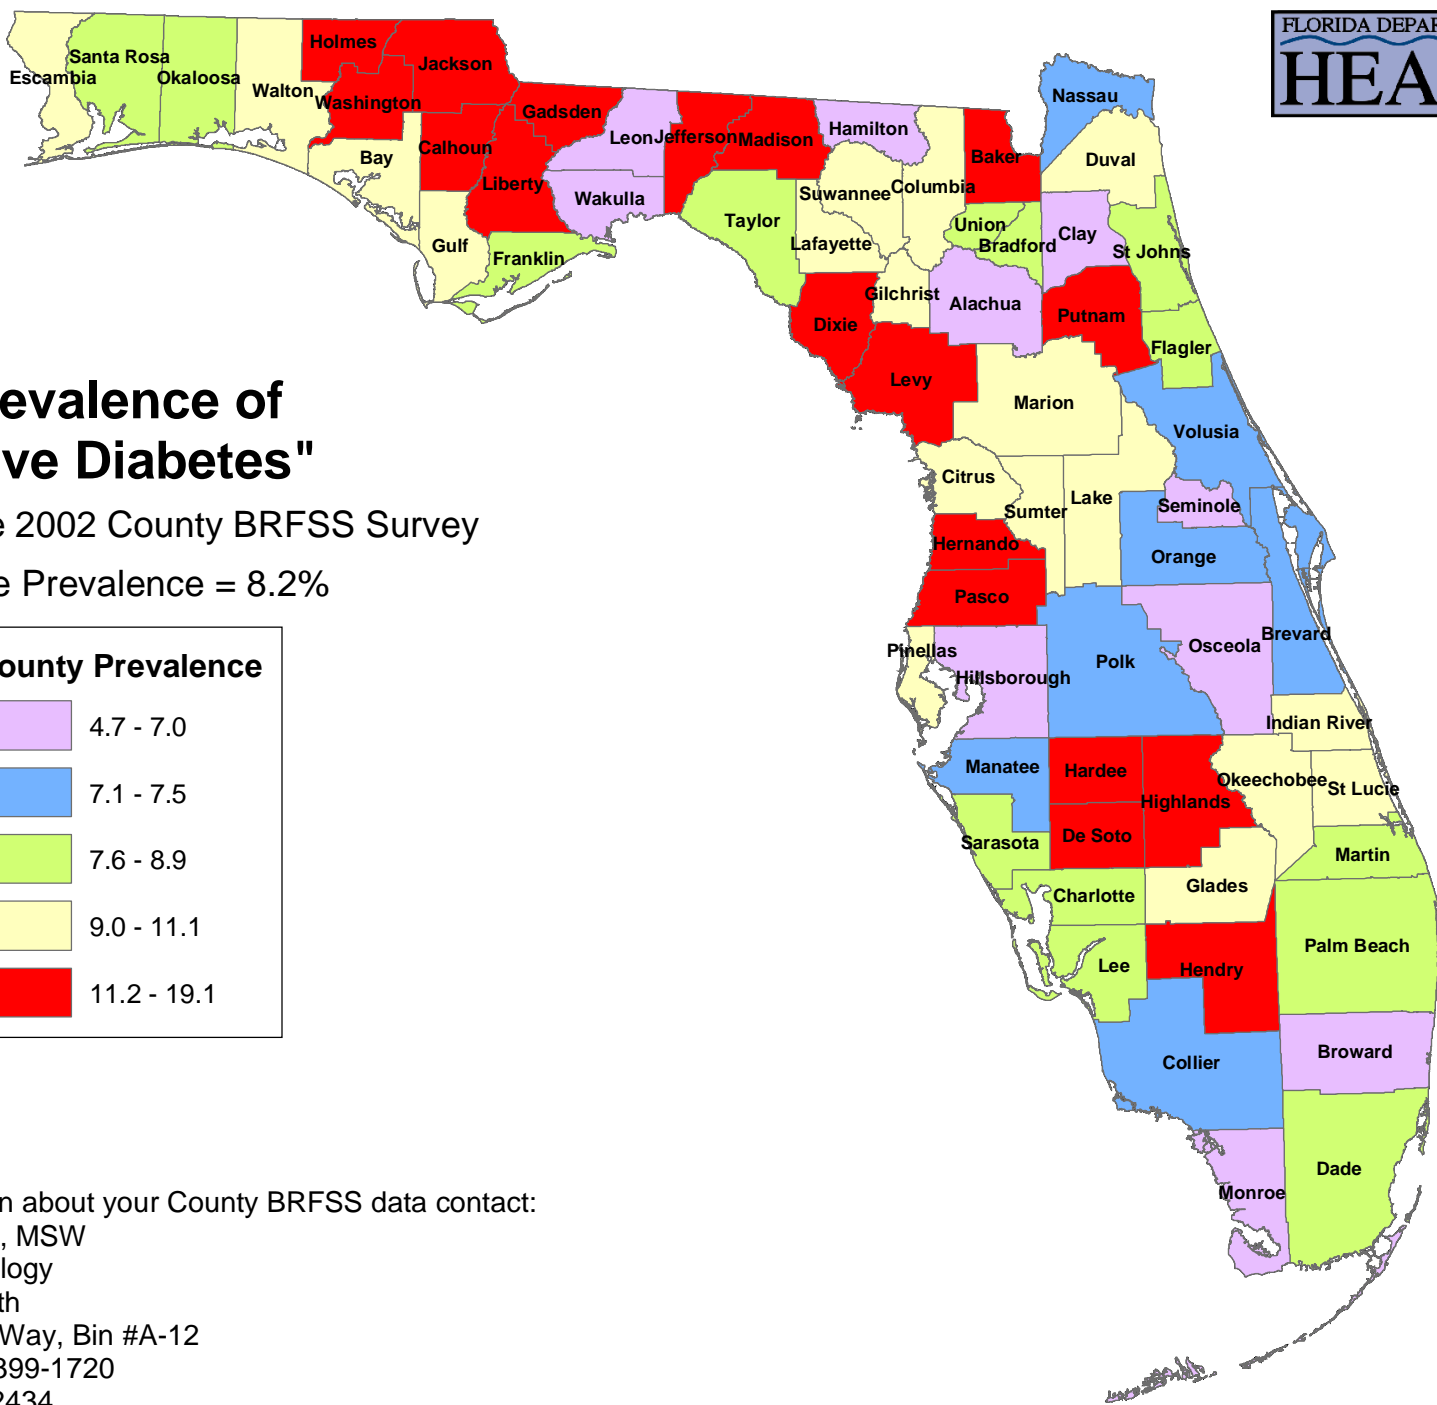 FLORIDA DEPAR
HEA
Holmes
Jackson
Santa Rosa
Escambia
Okaloosa
Walton
Washington
Nassau
Gadsden
Leon
Jefferson
Madison
Hamilton
Calhoun
Bay
Liberty
Baker
Duval
Wakulla
Suwannee
Columbia
Taylor
Union
Bradford
Clay
St Johns
Gulf
Franklin
Lafayette
Gilchrist
Alachua
Putnam
Dixie
Flagler
Levy
Marion
Volusia
Citrus
Lake
Sumter
Seminole
Hernando
Orange
Pasco
Brevard
Pinellas
Osceola
Polk
Hillsborough
Indian River
Manatee
Hardee
Okeechobee
St Lucie
Highlands
De Soto
Sarasota
Martin
Glades
Charlotte
Palm Beach
Lee
Hendry
Broward
Collier
Dade
Monroe
evalence of
ve Diabetes"
e 2002 County BRFSS Survey
e Prevalence = 8.2%
ounty Prevalence
4.7 - 7.0
7.1 - 7.5
7.6 - 8.9
9.0 - 11.1
11.2 - 19.1
n about your County BRFSS data contact:
, MSW
logy
th
Way, Bin #A-12
399-1720
2434